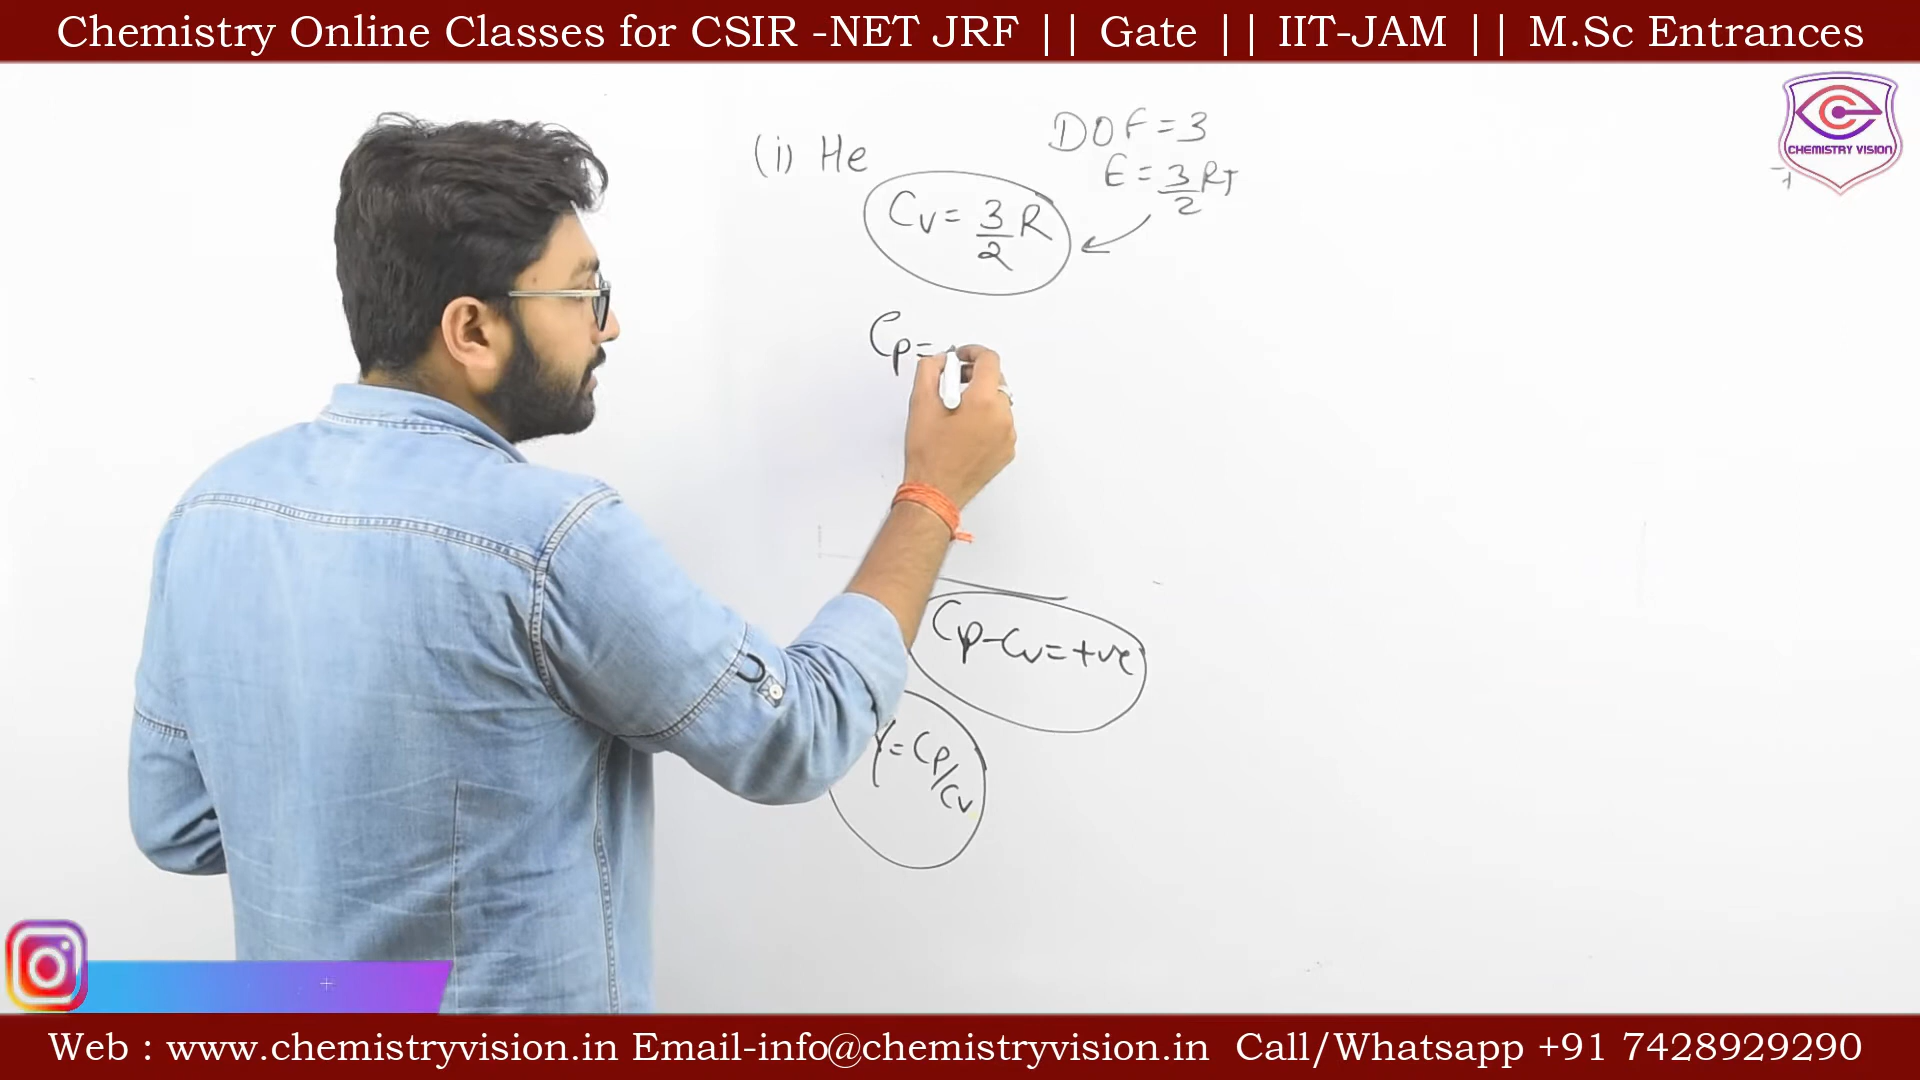 Chemistry Online Classes for CSIR -NET JRF || Gate || IIT-JAM || M.Sc Entrances
CHEMISTRY VISION
(i) He
DOF = 3
E = 3/2 RT
Cv = 3/2 R
Cp =
Cp - Cv = +ve
γ = Cp/Cv
Web : www.chemistryvision.in Email-info@chemistryvision.in Call/Whatsapp +91 7428929290